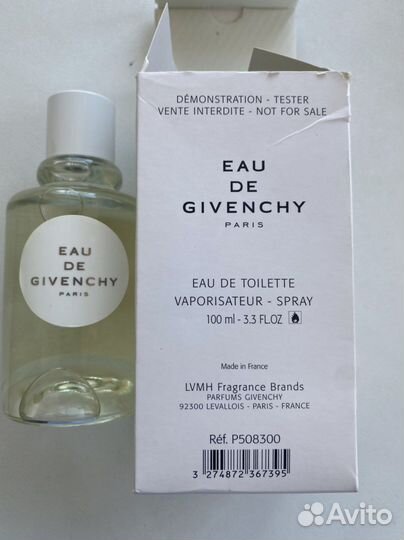 DÉMONSTRATION - TESTER
VENTE INTERDITE - NOT FOR SALE
EAU
DE
GIVENCHY
PARIS
EAU DE TOILETTE
VAPORISATEUR - SPRAY
100 ml - 3.3 FL.OZ
Made in France
LVMH Fragrance Brands
PARFUMS GIVENCHY
92300 LEVALLOIS - PARIS - FRANCE
Réf. P508300
3 274872 367395
EAU
DE
GIVENCHY
PARIS
Avito